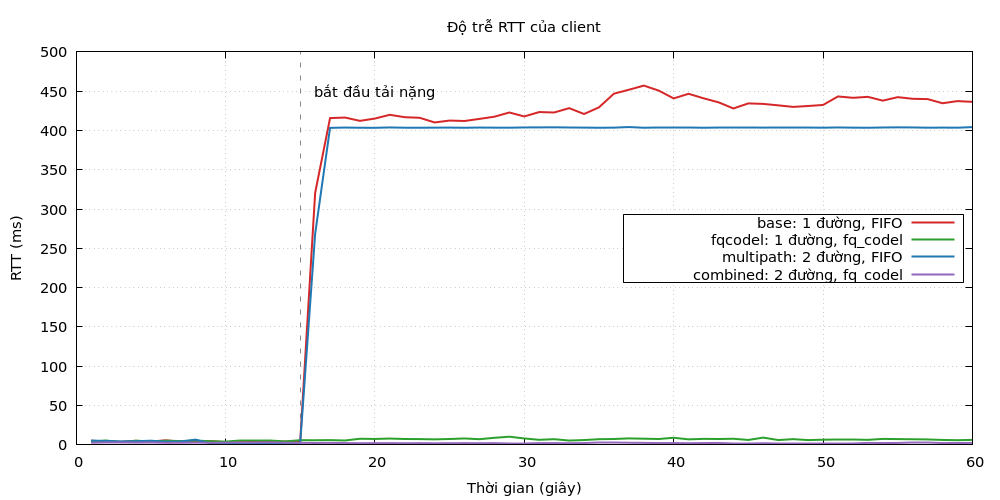 Độ trễ RTT của client
500
450
400
350
300
250
200
150
100
50
0
RTT (ms)
bắt đầu tải nặng
base: 1 đường, FIFO
fqcodel: 1 đường, fq_codel
multipath: 2 đường, FIFO
combined: 2 đường, fq_codel
0 10 20 30 40 50 60
Thời gian (giây)